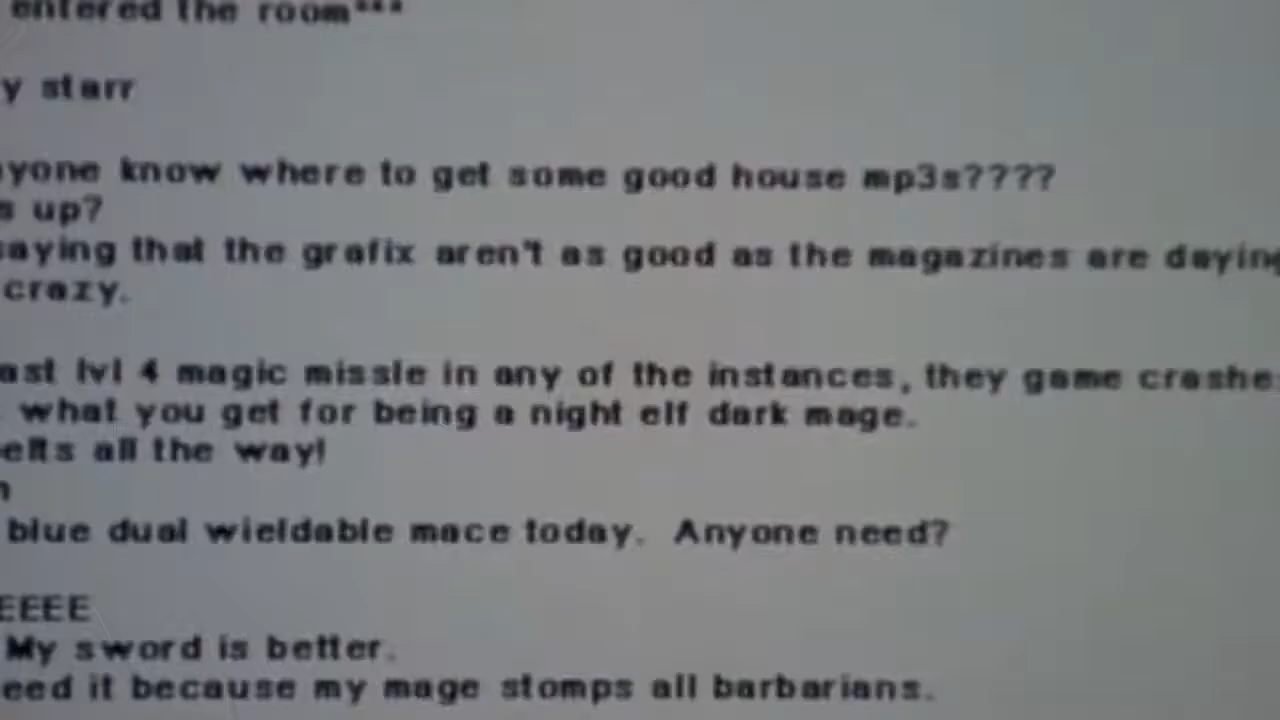 entered the room***
y starr
yone know where to get some good house mp3s????
s up?
saying that the grafix aren't as good as the magazines are daying
crazy.
ast lvl 4 magic missle in any of the instances, they game crashe
what you get for being a night elf dark mage.
elts all the way!
n
blue dual wieldable mace today. Anyone need?
EEEE
My sword is better.
eed it because my mage stomps all barbarians.